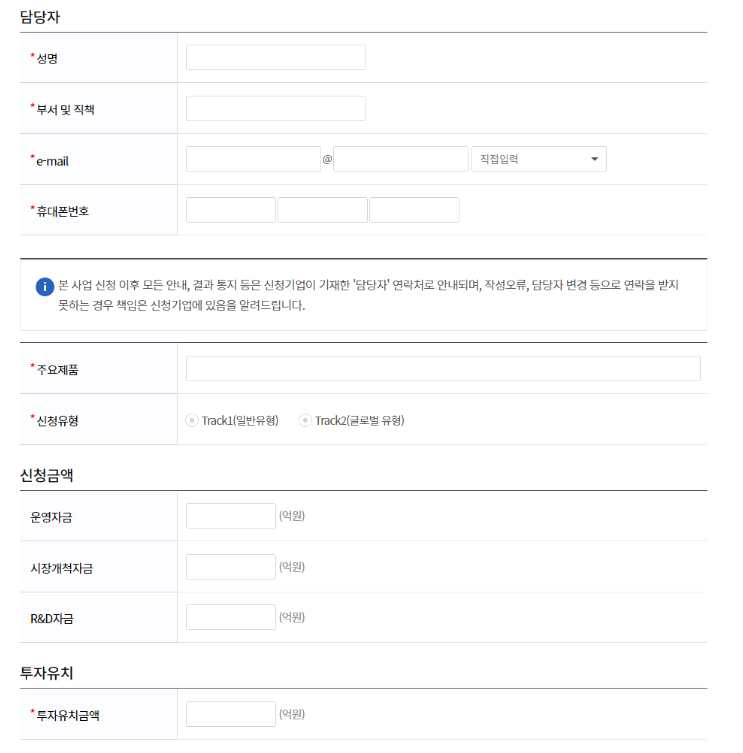 담당자
* 성명
* 부서 및 직책
* e-mail @ 직접입력
* 휴대폰번호
본 사업 신청 이후 모든 안내, 결과 통지 등은 신청기업이 기재한 '담당자' 연락처로 안내되며, 작성오류, 담당자 변경 등으로 연락을 받지
못하는 경우 책임은 신청기업에 있음을 알려드립니다.
* 주요제품
* 신청유형 Track1(일반유형) Track2(글로벌 유형)
신청금액
운영자금 (억원)
시장개척자금 (억원)
R&D자금 (억원)
투자유치
* 투자유치금액 (억원)